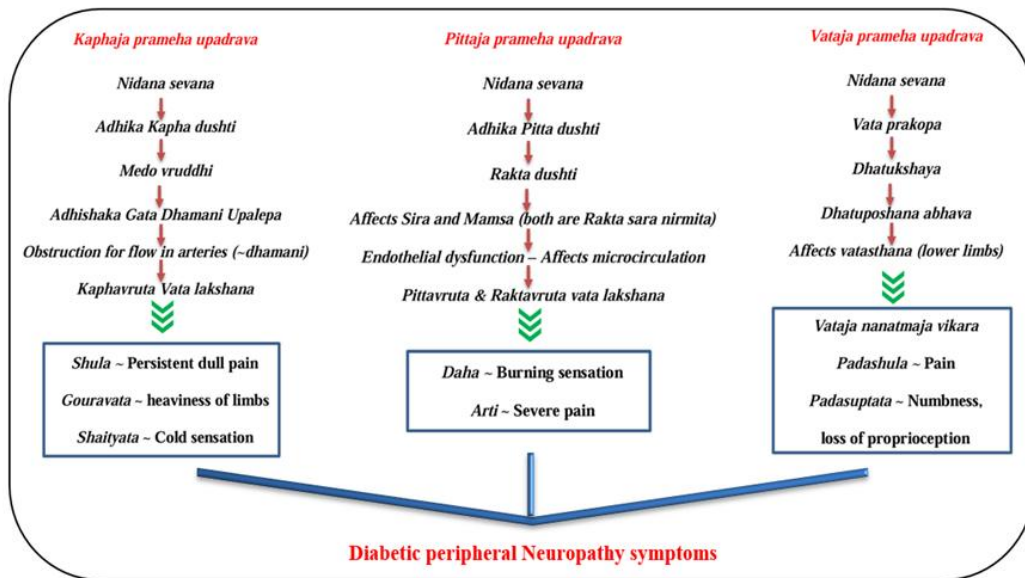 Kaphaja prameha upadrava
Nidana sevana
Adhika Kapha dushti
Medo vruddhi
Adhishaka Gata Dhamani Upalepa
Obstruction for flow in arteries (~dhamani)
Kaphavruta Vata lakshana
Shula ~ Persistent dull pain
Gouravata ~ heaviness of limbs
Shaityata ~ Cold sensation
Pittaja prameha upadrava
Nidana sevana
Adhika Pitta dushti
Rakta dushti
Affects Sira and Mamsa (both are Rakta sara nirmita)
Endothelial dysfunction – Affects microcirculation
Pittavruta & Raktavruta vata lakshana
Daha ~ Burning sensation
Arti ~ Severe pain
Vataja prameha upadrava
Nidana sevana
Vata prakopa
Dhatukshaya
Dhatuposhana abhava
Affects vatasthana (lower limbs)
Vataja nanatmaja vikara
Padashula ~ Pain
Padasuptata ~ Numbness,
loss of proprioception
Diabetic peripheral Neuropathy symptoms